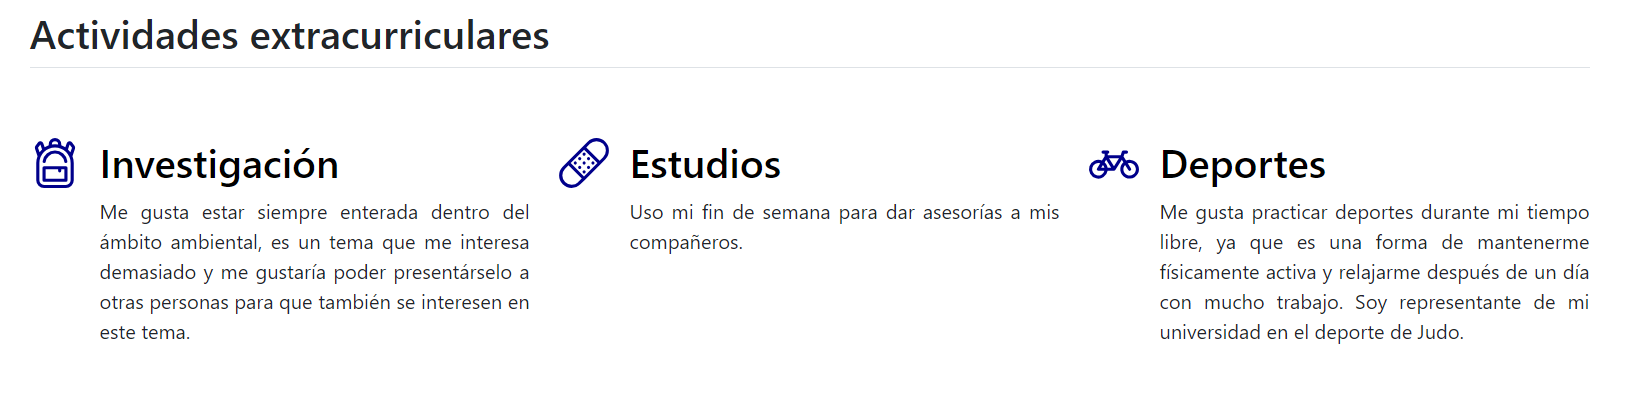 Actividades extracurriculares
Investigación
Me gusta estar siempre enterada dentro del
ámbito ambiental, es un tema que me interesa
demasiado y me gustaría poder presentárselo a
otras personas para que también se interesen en
este tema.
Estudios
Uso mi fin de semana para dar asesorías a mis
compañeros.
Deportes
Me gusta practicar deportes durante mi tiempo
libre, ya que es una forma de mantenerme
físicamente activa y relajarme después de un día
con mucho trabajo. Soy representante de mi
universidad en el deporte de Judo.